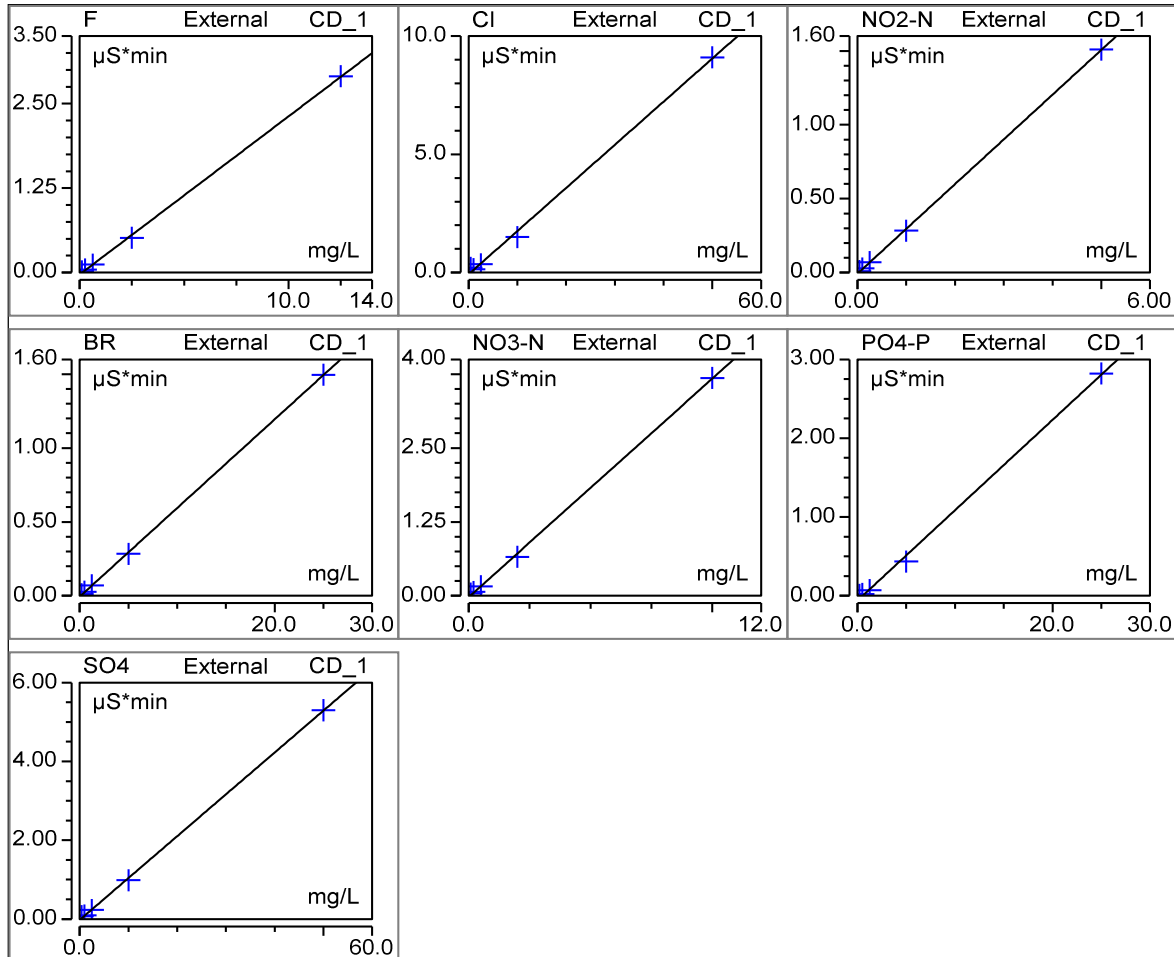 F External CD_1
3.50
µS*min
2.50
1.25
mg/L
0.00
0.0 10.0 14.0
Cl External CD_1
10.0
µS*min
5.0
mg/L
0.0
0.0 60.0
NO2-N External CD_1
1.60
µS*min
1.00
0.50
mg/L
0.00
0.00 6.00
BR External CD_1
1.60
µS*min
1.00
0.50
mg/L
0.00
0.0 20.0 30.0
NO3-N External CD_1
4.00
µS*min
2.50
1.25
mg/L
0.00
0.0 12.0
PO4-P External CD_1
3.00
µS*min
2.00
1.00
mg/L
0.00
0.0 20.0 30.0
SO4 External CD_1
6.00
µS*min
4.00
2.00
mg/L
0.00
0.0 60.0